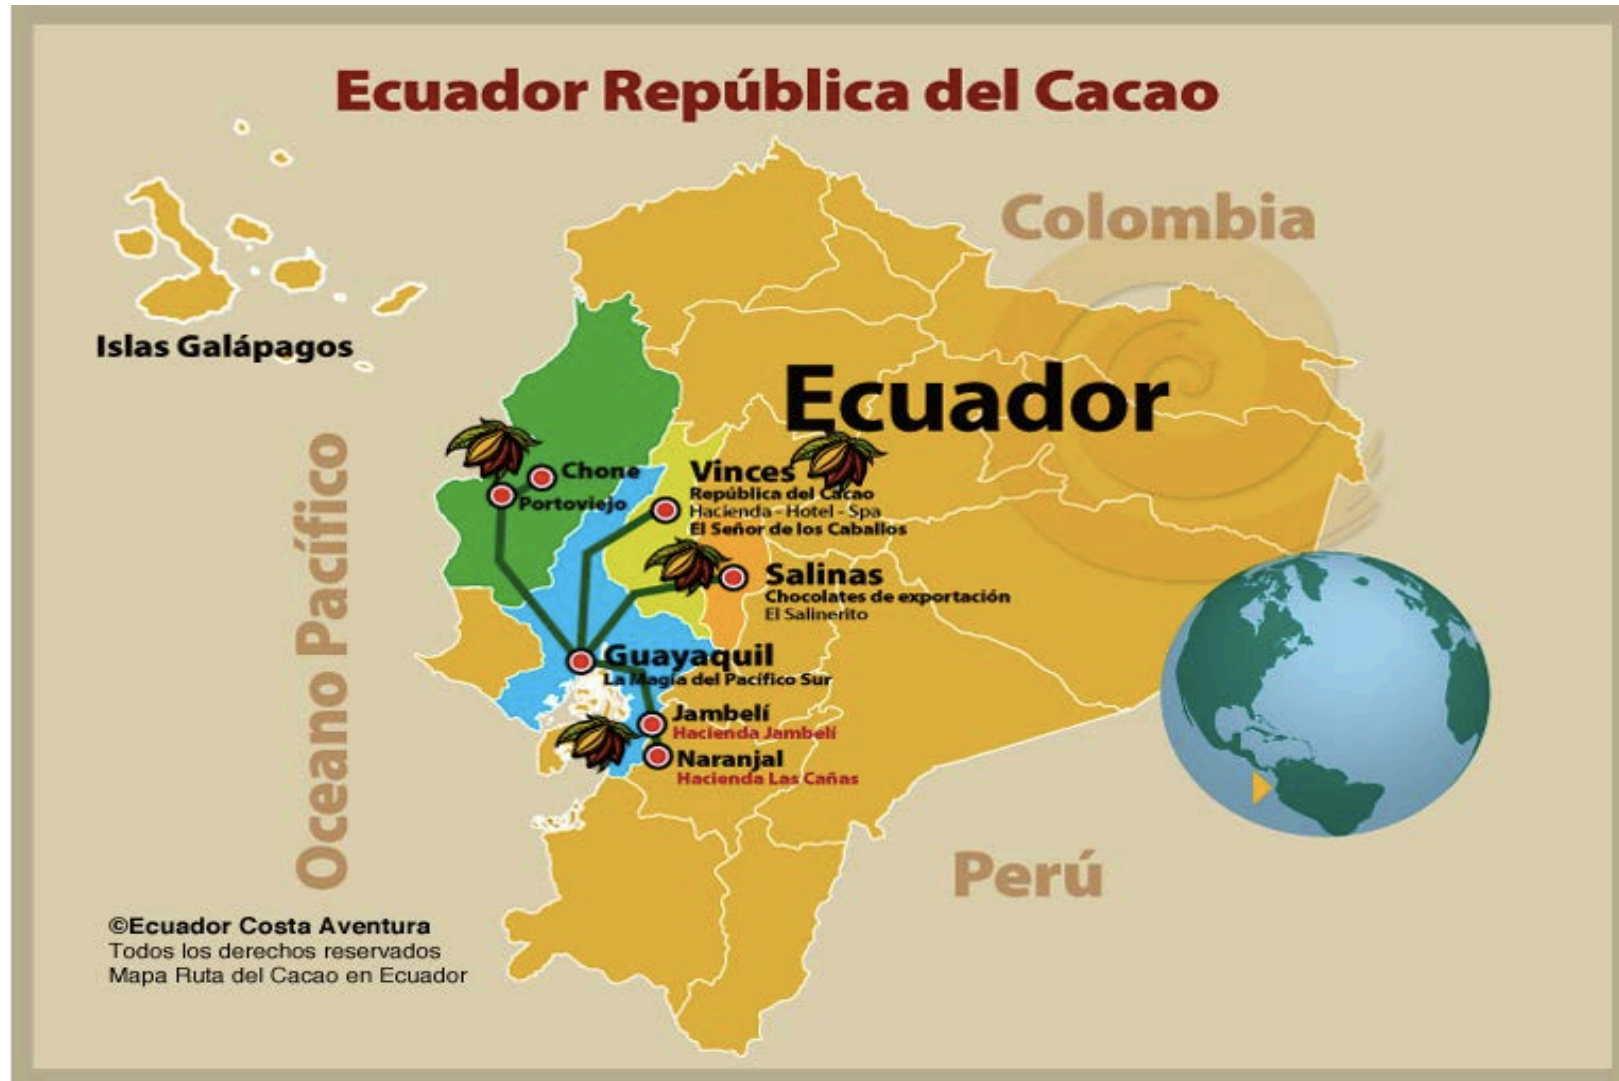 Ecuador República del Cacao
Colombia
Islas Galápagos
Ecuador
Oceano Pacífico
Chone
Portoviejo
Vinces
República del Cacao
Hacienda - Hotel - Spa
El Señor de los Caballos
Salinas
Chocolates de exportación
El Salinerito
Guayaquil
La Magia del Pacífico Sur
Jambelí
Hacienda Jambelí
Naranjal
Hacienda Las Cañas
Perú
©Ecuador Costa Aventura
Todos los derechos reservados
Mapa Ruta del Cacao en Ecuador